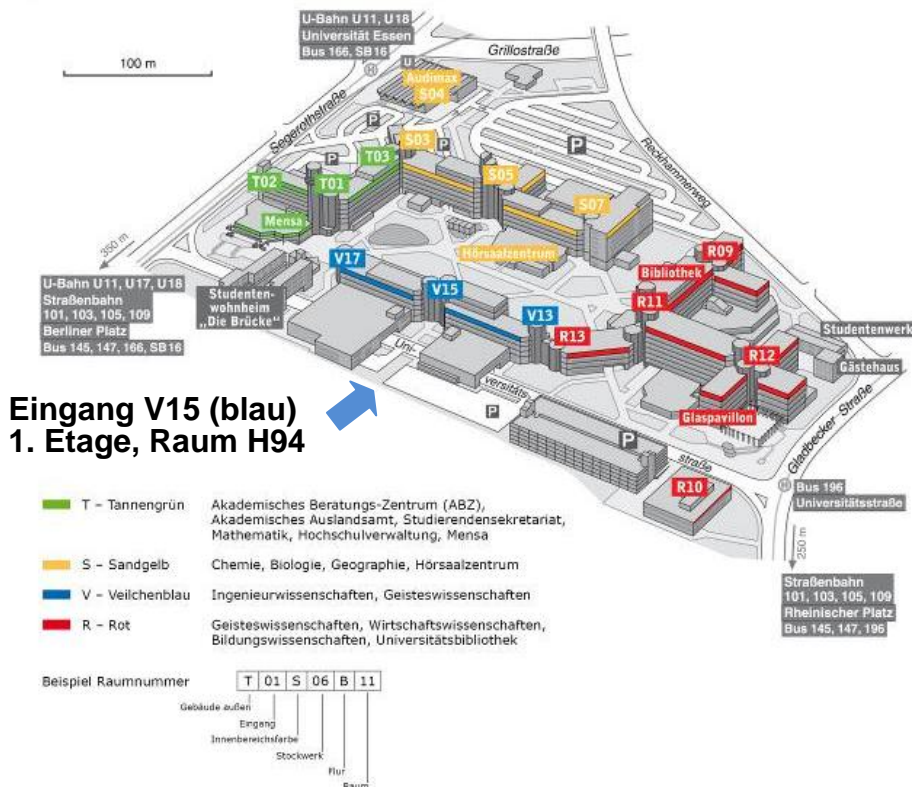 U-Bahn U11, U18
Universität Essen
Bus 166, SB16
100 m
Grillostraße
U
H
Audimax
S04
Segerothstraße
P
S03
P
P
Reckhammerweg
T03
P
T02
T01
S05
S07
Mensa
350 m
V17
Hörsaalzentrum
R09
Bibliothek
U-Bahn U11, U17, U18
Straßenbahn
101, 103, 105, 109
Berliner Platz
Bus 145, 147, 166, SB16
Studenten-
wohnheim
„Die Brücke“
V15
R11
V13
R13
Studentenwerk
R12
Gästehaus
Uni-
versitäts
straße
Glaspavillon
P
P
Gladbecker Straße
Eingang V15 (blau)
1. Etage, Raum H94
R10
H
Bus 196
Universitätsstraße
250 m
Straßenbahn
101, 103, 105, 109
Rheinischer Platz
Bus 145, 147, 196
T – Tannengrün Akademisches Beratungs-Zentrum (ABZ),
Akademisches Auslandsamt, Studierendensekretariat,
Mathematik, Hochschulverwaltung, Mensa
S – Sandgelb Chemie, Biologie, Geographie, Hörsaalzentrum
V – Veilchenblau Ingenieurwissenschaften, Geisteswissenschaften
R – Rot Geisteswissenschaften, Wirtschaftswissenschaften,
Bildungswissenschaften, Universitätsbibliothek
Beispiel Raumnummer T 01 S 06 B 11
Gebäude außen
Eingang
Innenbereichsfarbe
Stockwerk
Flur
Raum